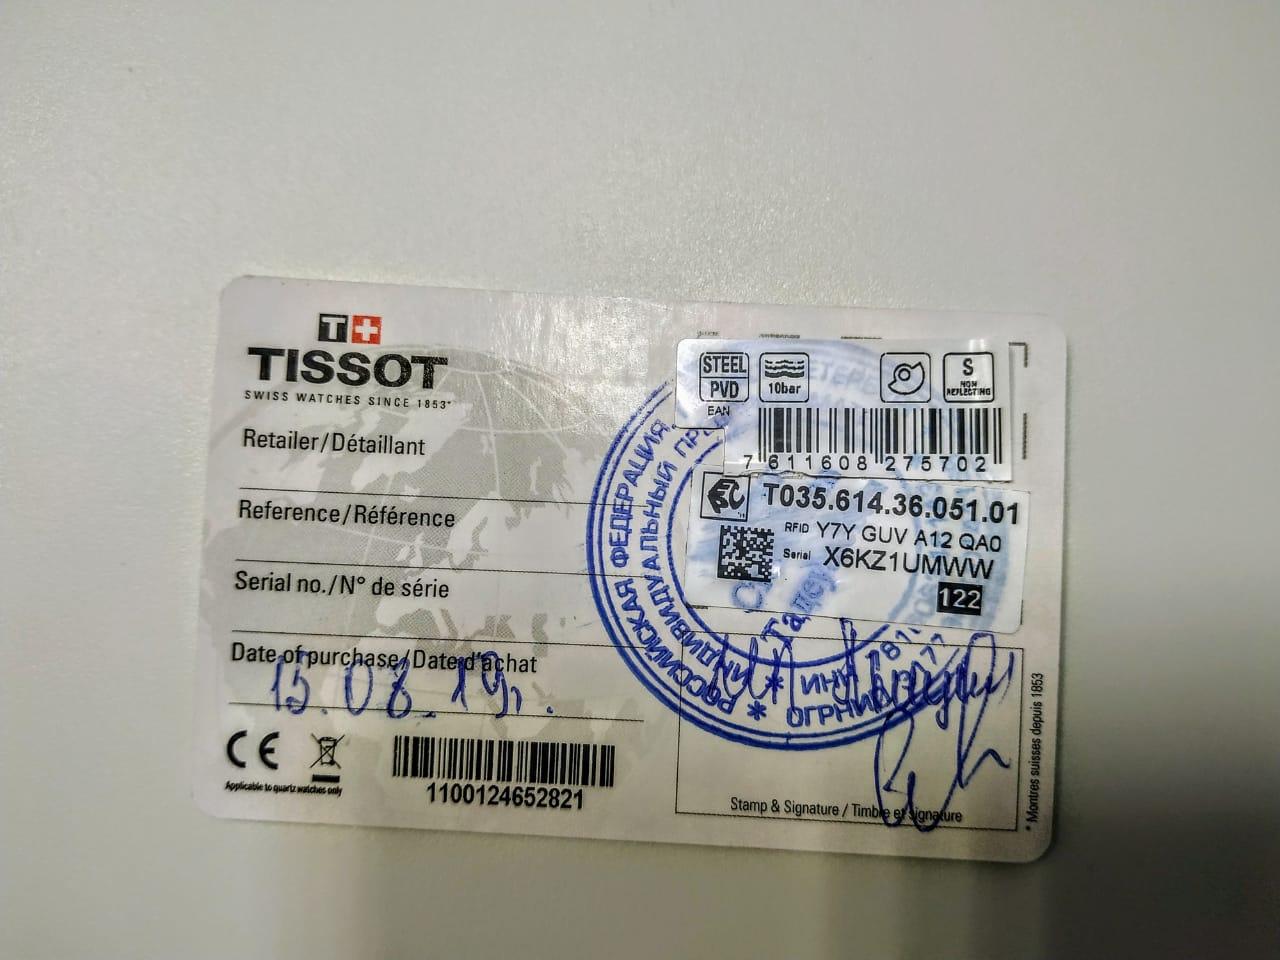 T+
TISSOT
SWISS WATCHES SINCE 1853*
Retailer/Détaillant
Reference/Référence
Serial no./N° de série
Date of purchase/Date d'achat
15.08.19г.
CE
Applicable to quartz watches only
1100124652821
STEEL
PVD
10bar
S
NON
REFLECTING
EAN
7 611608 275702
T035.614.36.051.01
RFID Y7Y GUV A12 QA0
Serial X6KZ1UMWW
122
РОССИЙСКАЯ ФЕДЕРАЦИЯ
ИНДИВИДУАЛЬНЫЙ
ИНН
ОГРНИП
Stamp & Signature / Timbre et Signature
* Montres suisses depuis 1853